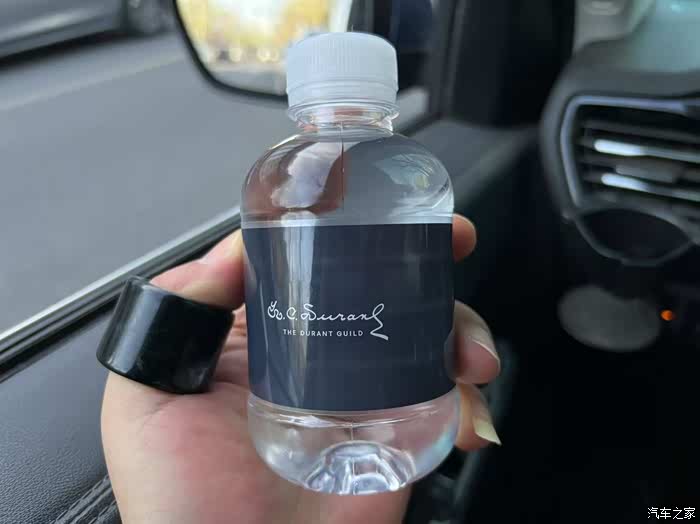 W. C. Durant
THE DURANT GUILD
汽车之家